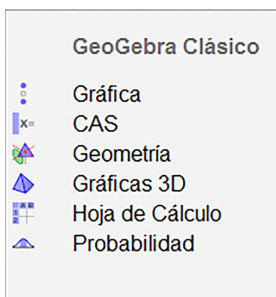 GeoGebra Clásico
Gráfica
x= CAS
Geometría
Gráficas 3D
Hoja de Cálculo
Probabilidad